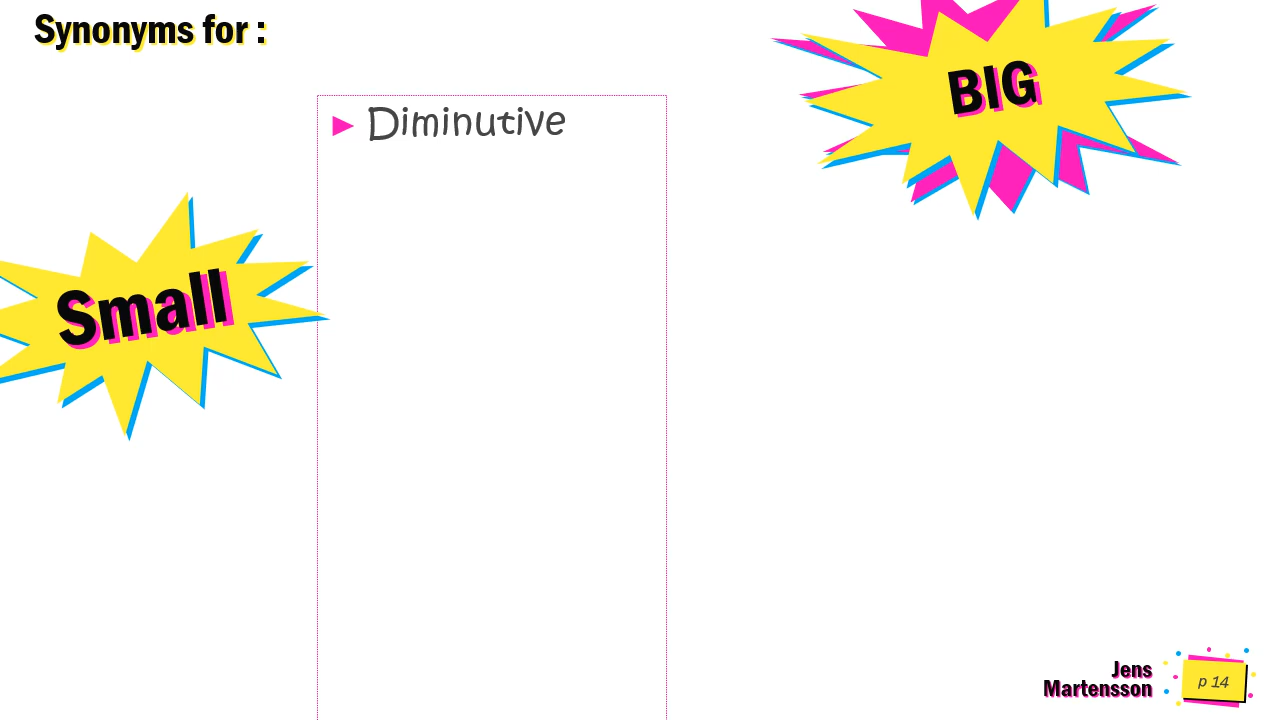 Synonyms for :
BIG
► Diminutive
Small
Jens
Martensson
p 14